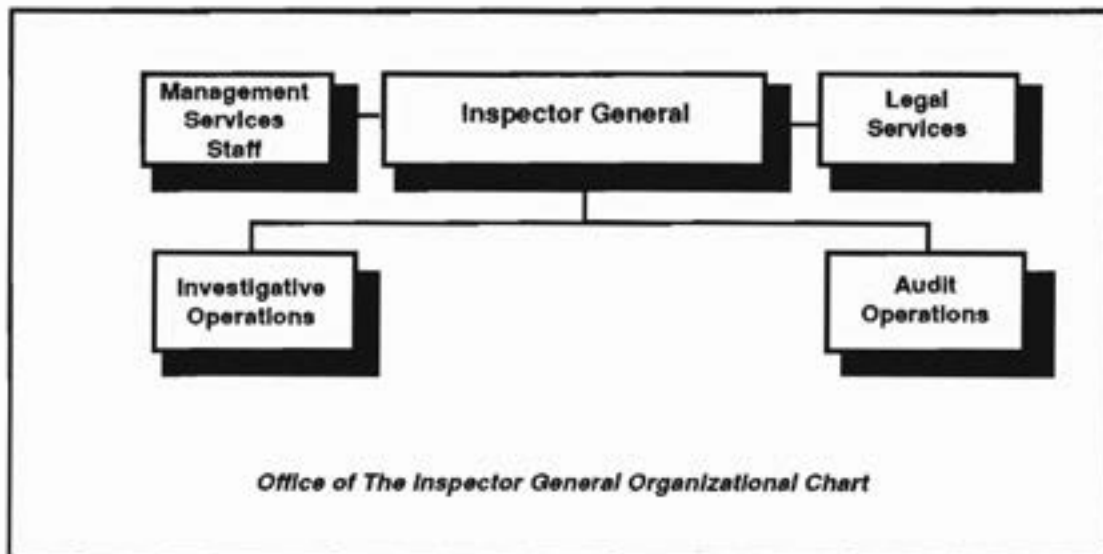 Management
Services
Staff
Inspector General
Legal
Services
Investigative
Operations
Audit
Operations
Office of The Inspector General Organizational Chart